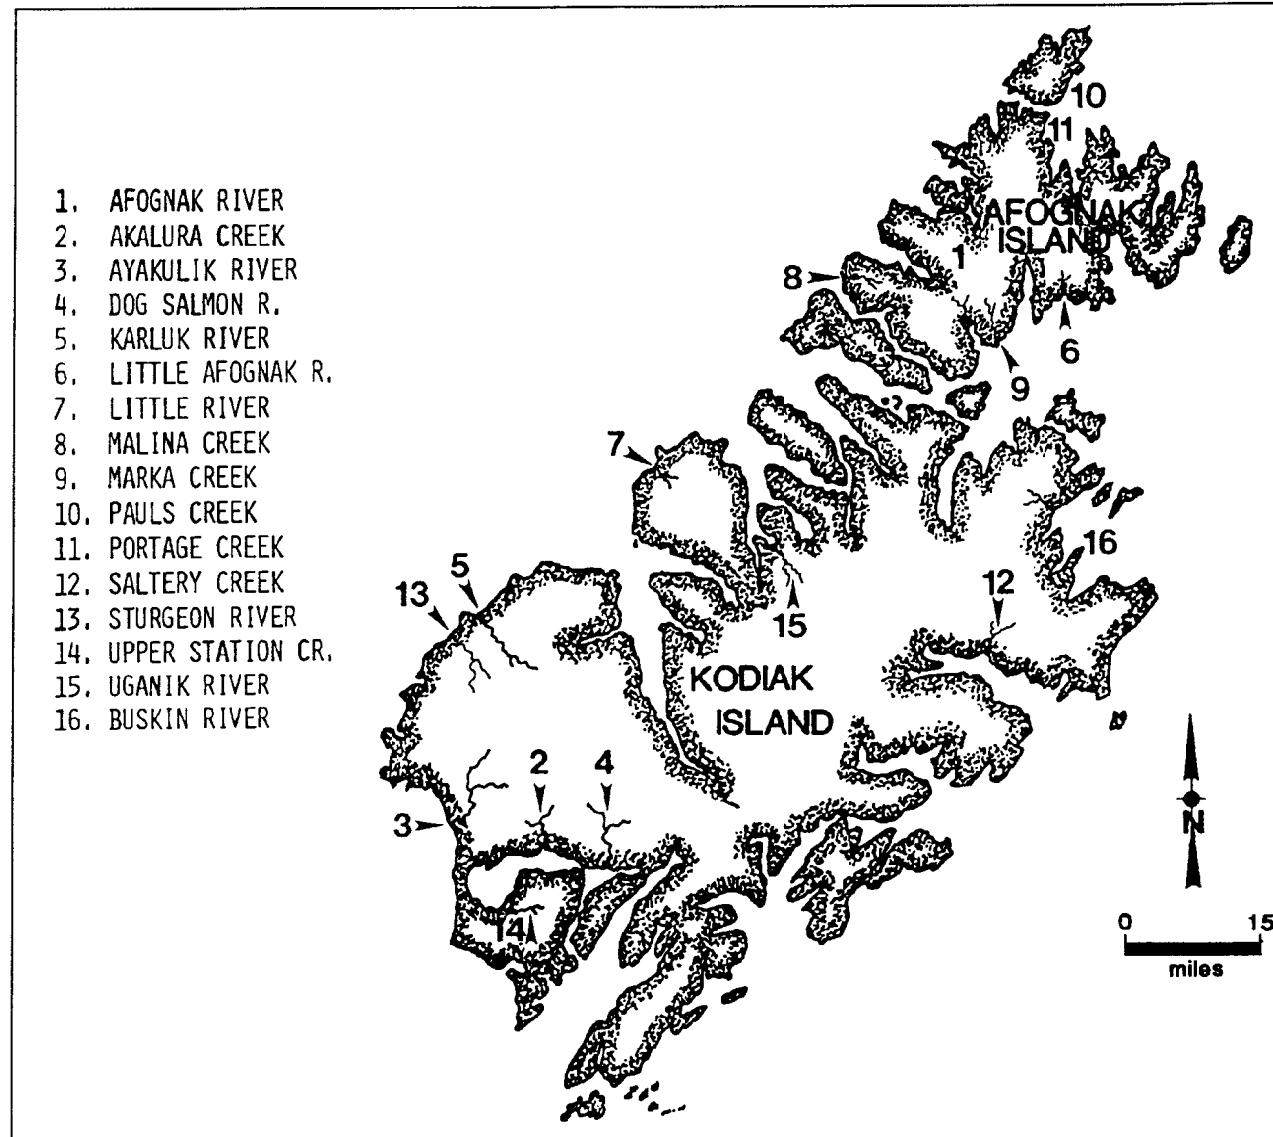 1. AFOGNAK RIVER
2. AKALURA CREEK
3. AYAKULIK RIVER
4. DOG SALMON R.
5. KARLUK RIVER
6. LITTLE AFOGNAK R.
7. LITTLE RIVER
8. MALINA CREEK
9. MARKA CREEK
10. PAULS CREEK
11. PORTAGE CREEK
12. SALTERY CREEK
13. STURGEON RIVER
14. UPPER STATION CR.
15. UGANIK RIVER
16. BUSKIN RIVER
10
11
AFOGNAK
ISLAND
1
8
6
9
7
16
5
13
12
15
KODIAK
ISLAND
2
4
3
14
N
0 15
miles